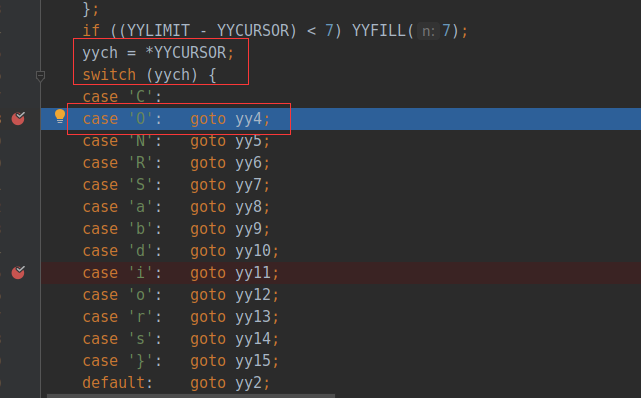 };
if ((YYLIMIT - YYCURSOR) < 7) YYFILL( n: 7);
yych = *YYCURSOR;
switch (yych) {
case 'C':
case 'O':   goto yy4;
case 'N':   goto yy5;
case 'R':   goto yy6;
case 'S':   goto yy7;
case 'a':   goto yy8;
case 'b':   goto yy9;
case 'd':   goto yy10;
case 'i':   goto yy11;
case 'o':   goto yy12;
case 'r':   goto yy13;
case 's':   goto yy14;
case '}':   goto yy15;
default:    goto yy2;